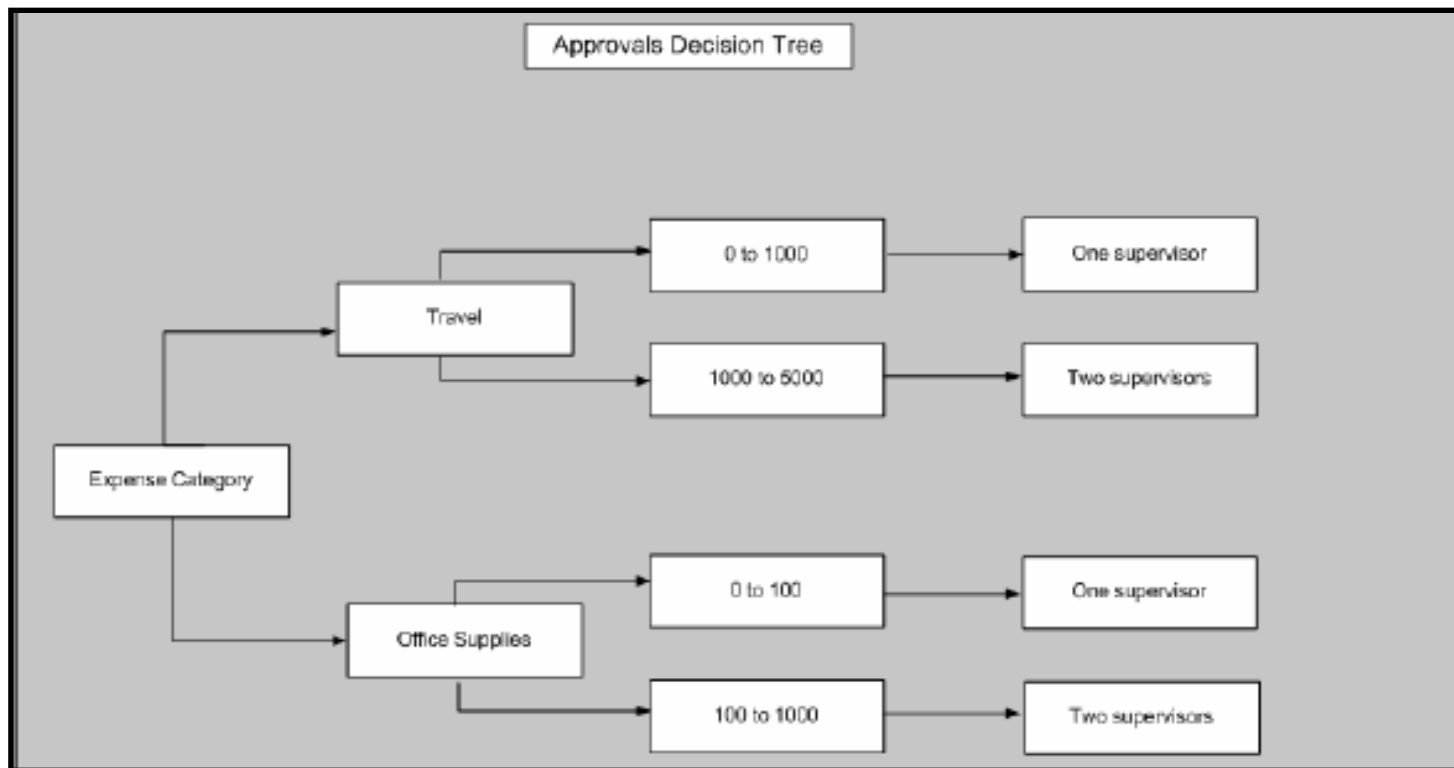 Approvals Decision Tree
0 to 1000
One supervisor
Travel
1000 to 5000
Two supervisors
Expense Category
0 to 100
One supervisor
Office Supplies
100 to 1000
Two supervisors